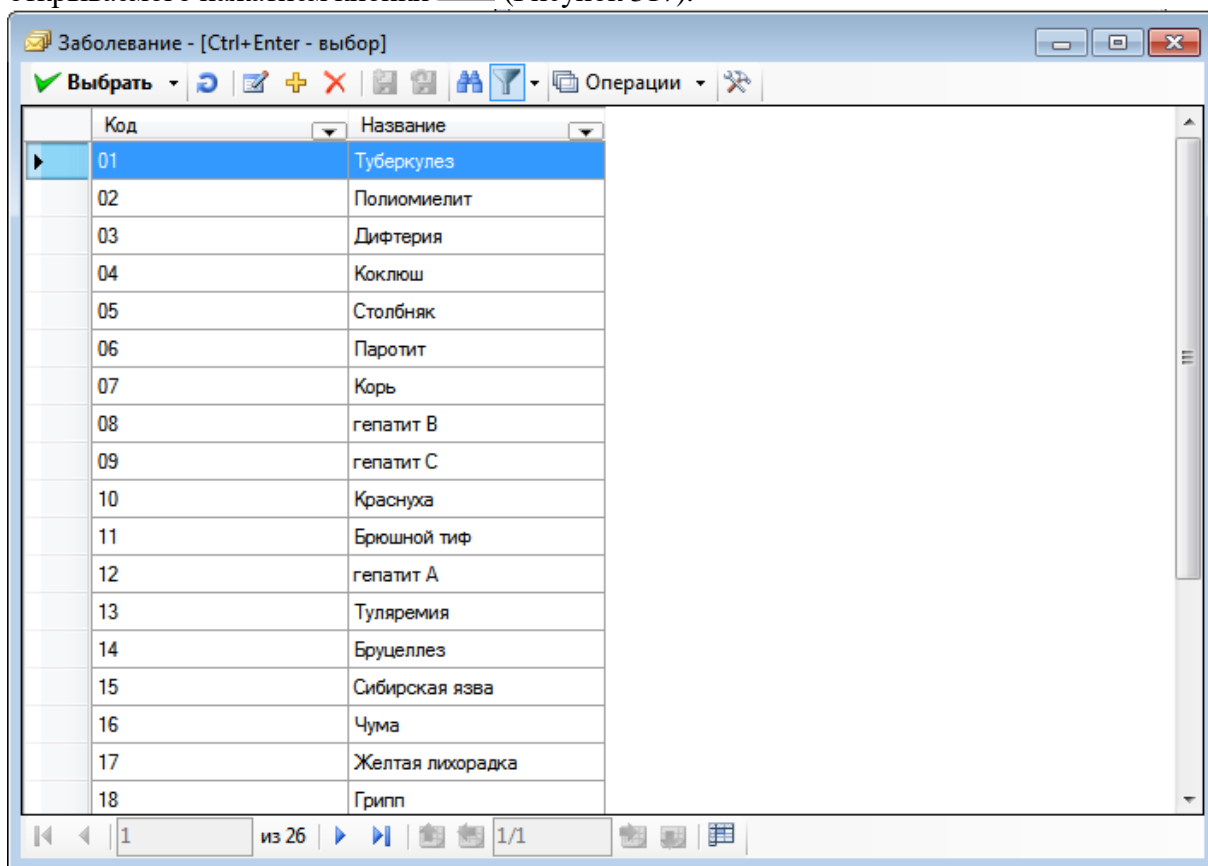 (Рисунок 317).
Заболевание - [Ctrl+Enter - выбор]
Выбрать Операции
Код Название
01 Туберкулез
02 Полиомиелит
03 Дифтерия
04 Коклюш
05 Столбняк
06 Паротит
07 Корь
08 гепатит B
09 гепатит C
10 Краснуха
11 Брюшной тиф
12 гепатит A
13 Туляремия
14 Бруцеллез
15 Сибирская язва
16 Чума
17 Желтая лихорадка
18 Грипп
1 из 26 1/1